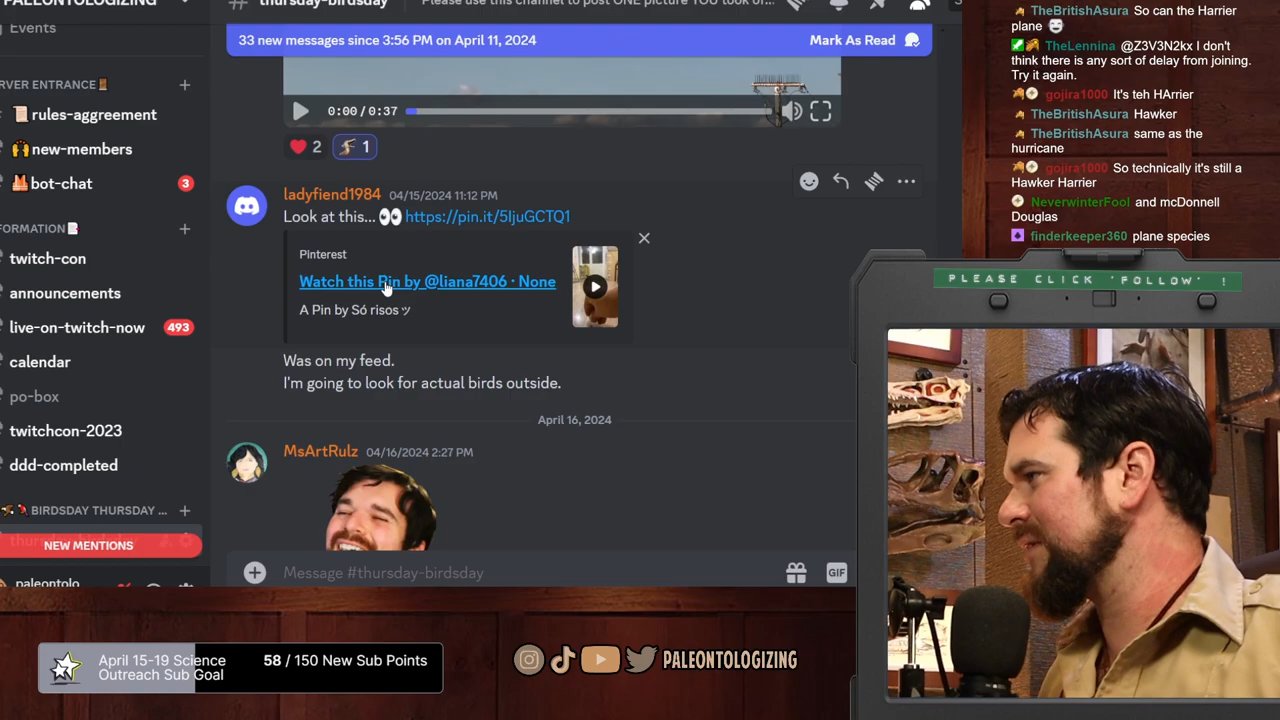 PALEONTOLOGIZING
Events
RVER ENTRANCE
rules-agreement
new-members
bot-chat
3
FORMATION
twitch-con
announcements
live-on-twitch-now
493
calendar
po-box
twitchcon-2023
ddd-completed
BIRDSDAY THURSDAY ...
NEW MENTIONS
paleontolo
thursday-birdsday
Please use this channel to post ONE picture YOU took of...
33 new messages since 3:56 PM on April 11, 2024
Mark As Read
0:00 / 0:37
2
1
ladyfiend1984 04/15/2024 11:12 PM
Look at this... 👀 https://pin.it/5IjuGCTQ1
Pinterest
Watch this Pin by @liana7406 · None
A Pin by Só risos ッ
Was on my feed.
I'm going to look for actual birds outside.
April 16, 2024
MsArtRulz 04/16/2024 2:27 PM
Message #thursday-birdsday
GIF
TheBritishAsura So can the Harrier
plane
TheLennina @Z3V3N2kx I don't
think there is any sort of delay from joining.
Try it again.
gojira1000 It's teh HArrier
TheBritishAsura Hawker
TheBritishAsura same as the
hurricane
gojira1000 So technically it's still a
Hawker Harrier
NeverwinterFool and mcDonnell
Douglas
finderkeeper360 plane species
PLEASE CLICK 'FOLLOW' !
April 15-19 Science
Outreach Sub Goal
58 / 150 New Sub Points
PALEONTOLOGIZING